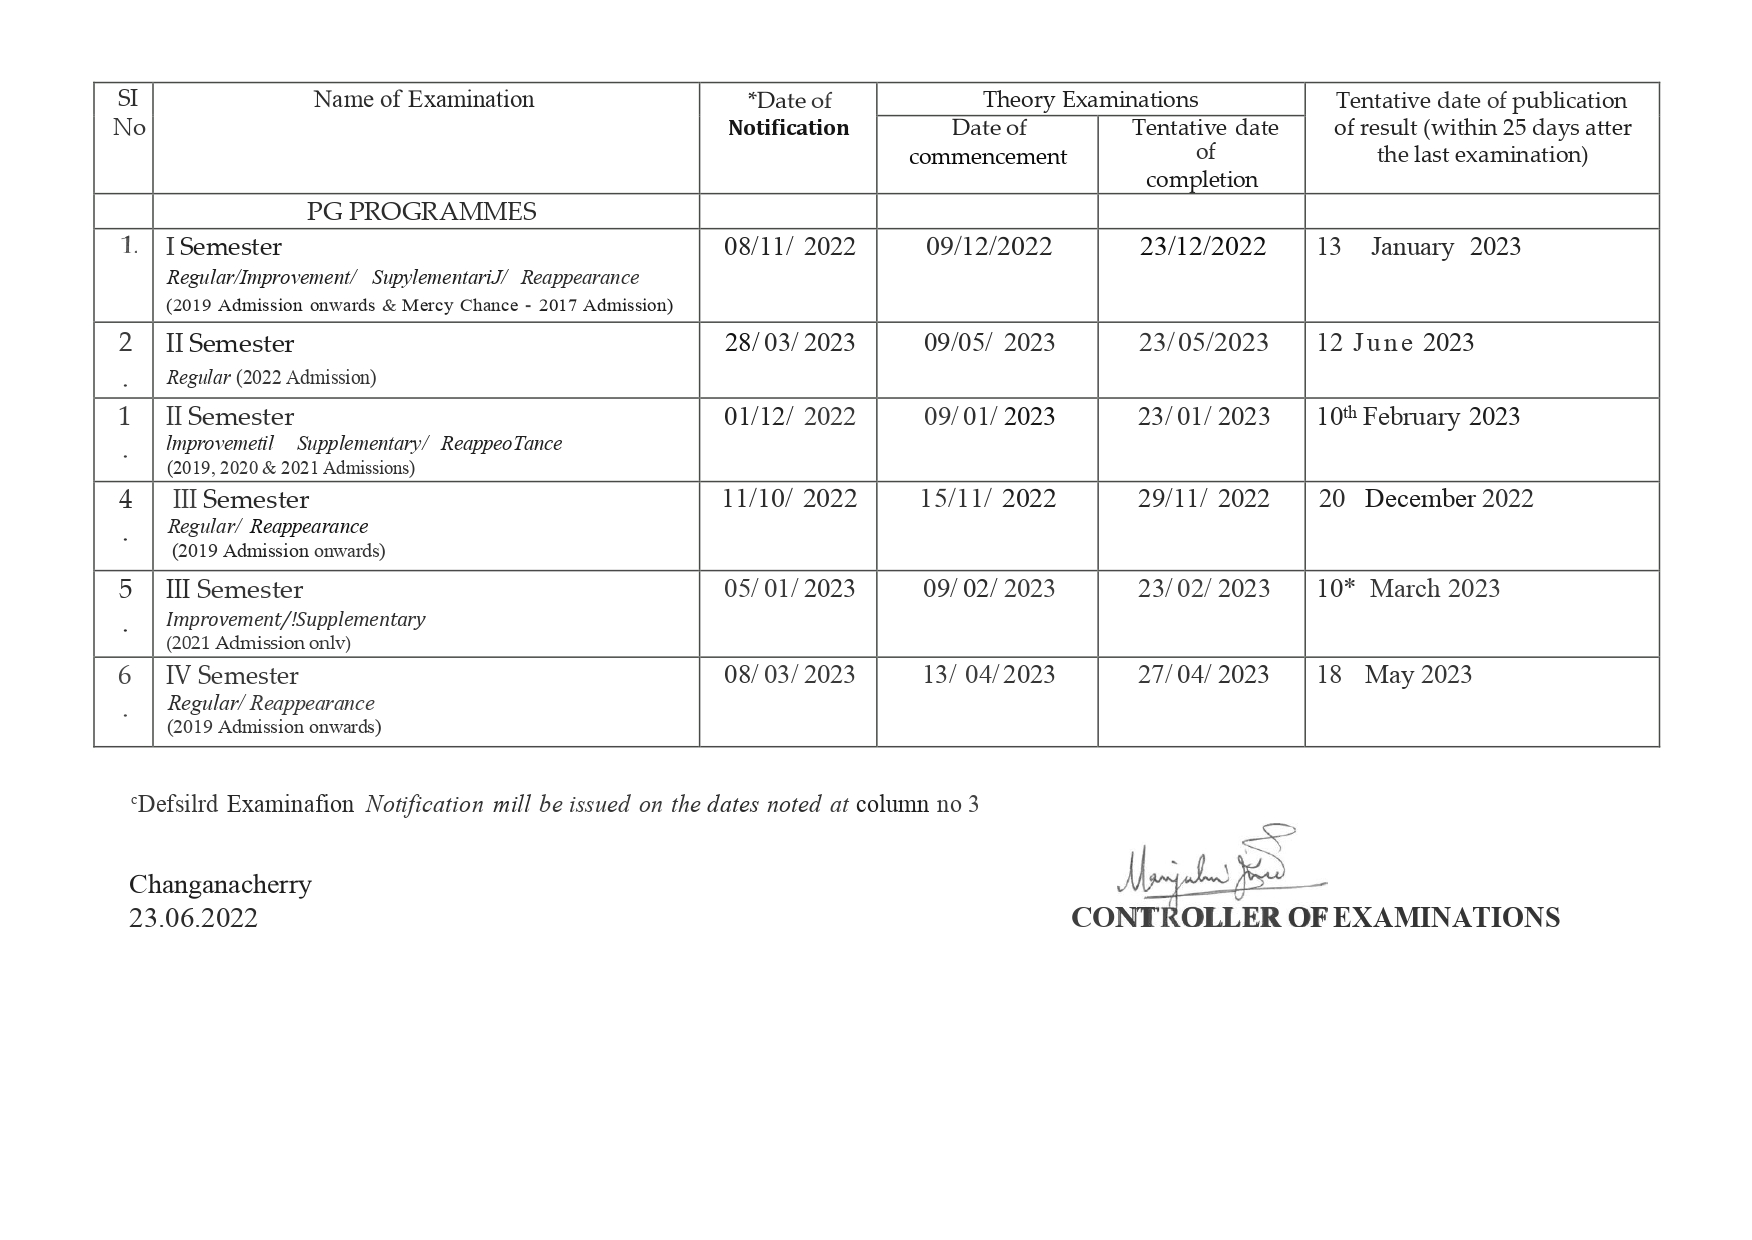 SI No Name of Examination *Date of Notification Theory Examinations Tentative date of publication of result (within 25 days atter the last examination)
Date of commencement Tentative date of completion
PG PROGRAMMES
1. I Semester 08/11/ 2022 09/12/2022 23/12/2022 13 January 2023
Regular/Improvement/ SupylementariJ/ Reappearance
(2019 Admission onwards & Mercy Chance - 2017 Admission)
2 . II Semester 28/ 03/ 2023 09/05/ 2023 23/ 05/2023 12 June 2023
Regular (2022 Admission)
1 . II Semester 01/12/ 2022 09/ 01/ 2023 23/ 01/ 2023 10th February 2023
lmprovemetil Supplementary/ ReappeoTance
(2019, 2020 & 2021 Admissions)
4 . III Semester 11/10/ 2022 15/11/ 2022 29/11/ 2022 20 December 2022
Regular/ Reappearance
(2019 Admission onwards)
5 . III Semester 05/ 01/ 2023 09/ 02/ 2023 23/ 02/ 2023 10* March 2023
Improvement/!Supplementary
(2021 Admission onlv)
6 . IV Semester 08/ 03/ 2023 13/ 04/ 2023 27/ 04/ 2023 18 May 2023
Regular/ Reappearance
(2019 Admission onwards)
cDefsilrd Examinafion Notification mill be issued on the dates noted at column no 3
Changanacherry
23.06.2022
CONTROLLER OF EXAMINATIONS